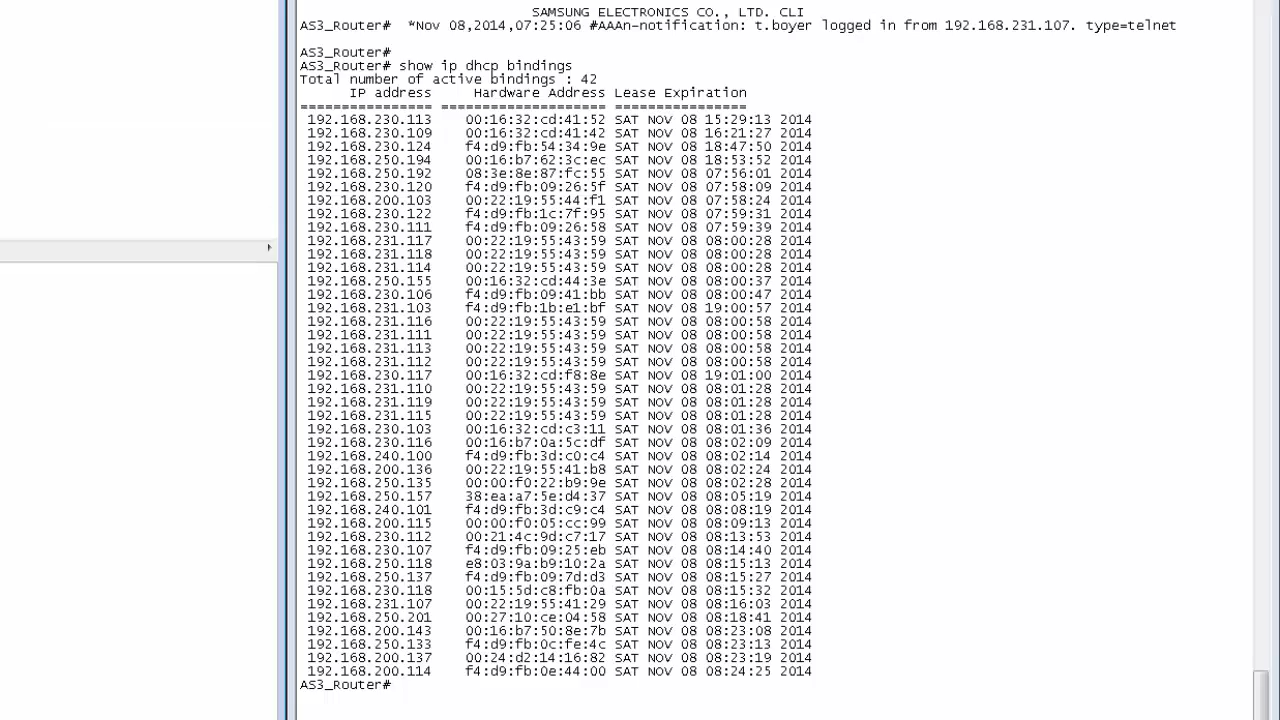 SAMSUNG ELECTRONICS CO., LTD. CLI
AS3_Router#  *Nov 08,2014,07:25:06 #AAAn-notification: t.boyer logged in from 192.168.231.107. type=telnet
AS3_Router#
AS3_Router# show ip dhcp bindings
Total number of active bindings : 42
IP address     Hardware Address Lease Expiration
================ ==================== ================
192.168.230.113    00:16:32:cd:41:52 SAT NOV 08 15:29:13 2014
192.168.230.109    00:16:32:cd:41:42 SAT NOV 08 16:21:27 2014
192.168.230.124    f4:d9:fb:54:34:9e SAT NOV 08 18:47:50 2014
192.168.250.194    00:16:b7:62:3c:ec SAT NOV 08 18:53:52 2014
192.168.250.192    08:3e:8e:87:fc:55 SAT NOV 08 07:56:01 2014
192.168.230.120    f4:d9:fb:09:26:5f SAT NOV 08 07:58:09 2014
192.168.200.103    00:22:19:55:44:f1 SAT NOV 08 07:58:24 2014
192.168.230.122    f4:d9:fb:1c:7f:95 SAT NOV 08 07:59:31 2014
192.168.230.111    f4:d9:fb:09:26:58 SAT NOV 08 07:59:39 2014
192.168.231.117    00:22:19:55:43:59 SAT NOV 08 08:00:28 2014
192.168.231.118    00:22:19:55:43:59 SAT NOV 08 08:00:28 2014
192.168.231.114    00:22:19:55:43:59 SAT NOV 08 08:00:28 2014
192.168.250.155    00:16:32:cd:44:3e SAT NOV 08 08:00:37 2014
192.168.230.106    f4:d9:fb:09:41:bb SAT NOV 08 08:00:47 2014
192.168.231.103    f4:d9:fb:1b:e1:bf SAT NOV 08 19:00:57 2014
192.168.231.116    00:22:19:55:43:59 SAT NOV 08 08:00:58 2014
192.168.231.111    00:22:19:55:43:59 SAT NOV 08 08:00:58 2014
192.168.231.113    00:22:19:55:43:59 SAT NOV 08 08:00:58 2014
192.168.231.112    00:22:19:55:43:59 SAT NOV 08 08:00:58 2014
192.168.230.117    00:16:32:cd:f8:8e SAT NOV 08 19:01:00 2014
192.168.231.110    00:22:19:55:43:59 SAT NOV 08 08:01:28 2014
192.168.231.119    00:22:19:55:43:59 SAT NOV 08 08:01:28 2014
192.168.231.115    00:22:19:55:43:59 SAT NOV 08 08:01:28 2014
192.168.230.103    00:16:32:cd:c3:11 SAT NOV 08 08:01:36 2014
192.168.230.116    00:16:b7:0a:5c:df SAT NOV 08 08:02:09 2014
192.168.240.100    f4:d9:fb:3d:c0:c4 SAT NOV 08 08:02:14 2014
192.168.200.136    00:22:19:55:41:b8 SAT NOV 08 08:02:24 2014
192.168.250.135    00:00:f0:22:b9:9e SAT NOV 08 08:02:28 2014
192.168.250.157    38:ea:a7:5e:d4:37 SAT NOV 08 08:05:19 2014
192.168.240.101    f4:d9:fb:3d:c9:c4 SAT NOV 08 08:08:19 2014
192.168.200.115    00:00:f0:05:cc:99 SAT NOV 08 08:09:13 2014
192.168.230.112    00:21:4c:9d:c7:17 SAT NOV 08 08:13:53 2014
192.168.230.107    f4:d9:fb:09:25:eb SAT NOV 08 08:14:40 2014
192.168.250.118    e8:03:9a:b9:10:2a SAT NOV 08 08:15:13 2014
192.168.250.137    f4:d9:fb:09:7d:d3 SAT NOV 08 08:15:27 2014
192.168.230.118    00:15:5d:c8:fb:0a SAT NOV 08 08:15:32 2014
192.168.231.107    00:22:19:55:41:29 SAT NOV 08 08:16:03 2014
192.168.250.201    00:27:10:ce:04:58 SAT NOV 08 08:18:41 2014
192.168.200.143    00:16:b7:50:8e:7b SAT NOV 08 08:23:08 2014
192.168.250.133    f4:d9:fb:0c:fe:4c SAT NOV 08 08:23:13 2014
192.168.200.137    00:24:d2:14:16:82 SAT NOV 08 08:23:19 2014
192.168.200.114    f4:d9:fb:0e:44:00 SAT NOV 08 08:24:25 2014
AS3_Router#